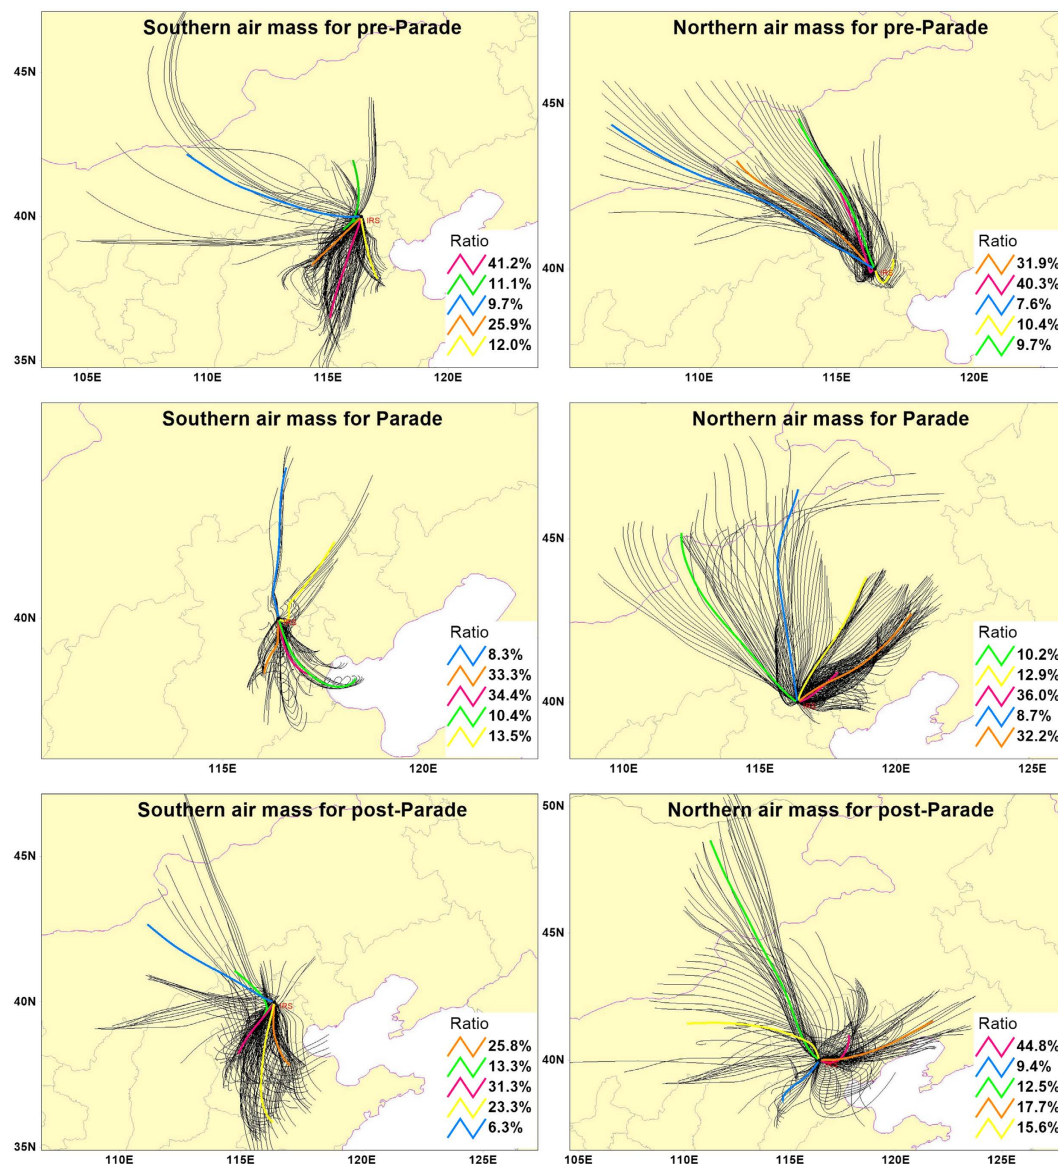 Southern air mass for pre-Parade
45N
40N
35N
IRS
Ratio
41.2%
11.1%
9.7%
25.9%
12.0%
105E 110E 115E 120E
Northern air mass for pre-Parade
45N
40N
IRS
Ratio
31.9%
40.3%
7.6%
10.4%
9.7%
110E 115E 120E
Southern air mass for Parade
40N
Ratio
8.3%
33.3%
34.4%
10.4%
13.5%
115E 120E
Northern air mass for Parade
45N
40N
Ratio
10.2%
12.9%
36.0%
8.7%
32.2%
110E 115E 120E 125E
Southern air mass for post-Parade
45N
40N
35N
IRS
Ratio
25.8%
13.3%
31.3%
23.3%
6.3%
110E 115E 120E 125E
Northern air mass for post-Parade
50N
45N
40N
Ratio
44.8%
9.4%
12.5%
17.7%
15.6%
105E 110E 115E 120E 125E